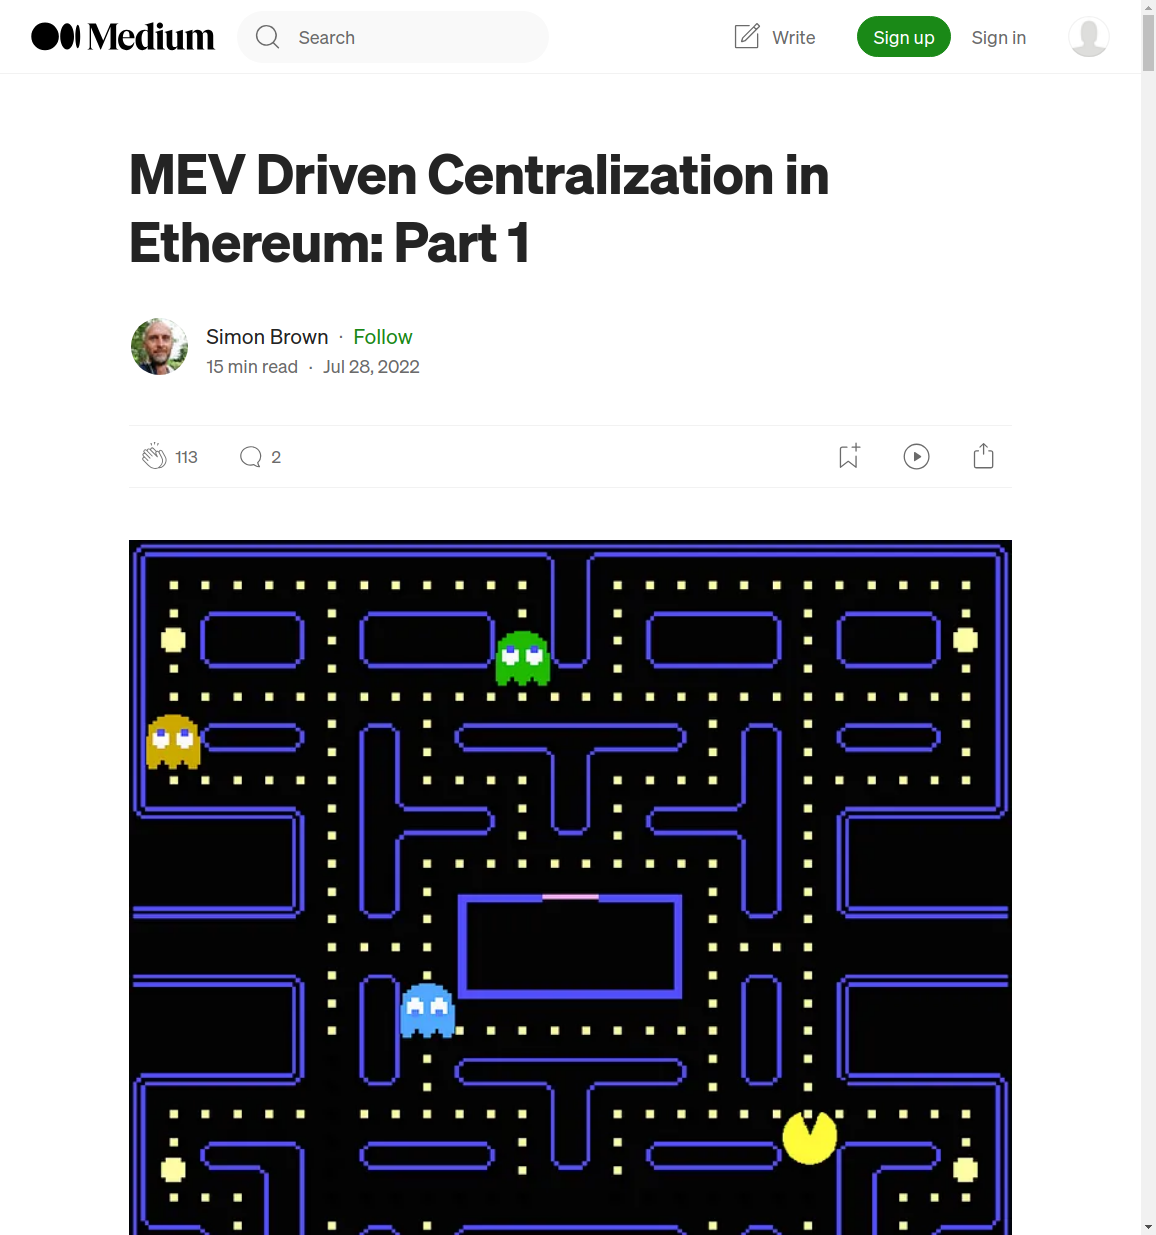 Medium
Search
Write
Sign up
Sign in
MEV Driven Centralization in
Ethereum: Part 1
Simon Brown · Follow
15 min read · Jul 28, 2022
113
2